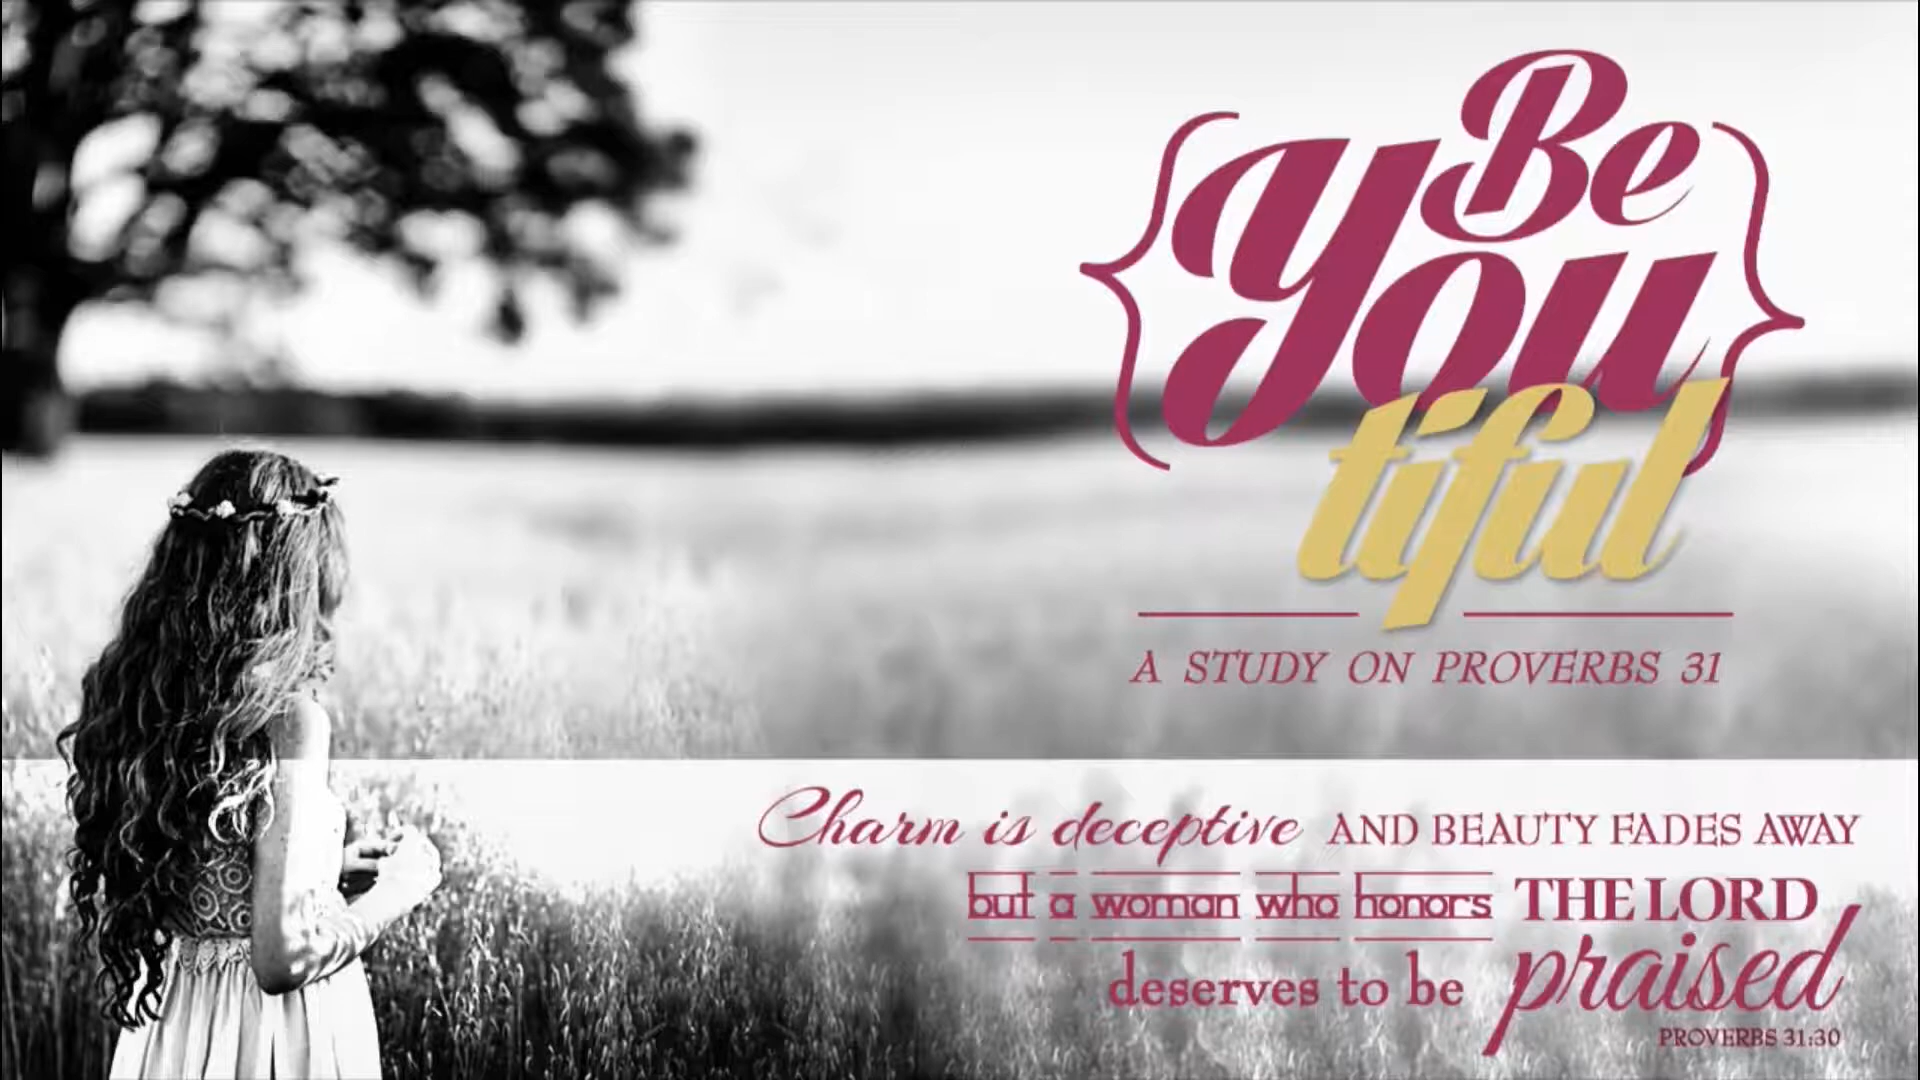 Be
You
tiful
A STUDY ON PROVERBS 31
Charm is deceptive AND BEAUTY FADES AWAY
but a woman who honors THE LORD
deserves to be praised
PROVERBS 31:30